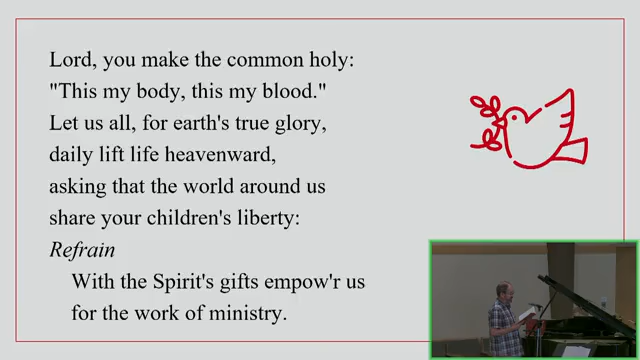 Lord, you make the common holy:
"This my body, this my blood."
Let us all, for earth's true glory,
daily lift life heavenward,
asking that the world around us
share your children's liberty:
Refrain
With the Spirit's gifts empow'r us
for the work of ministry.